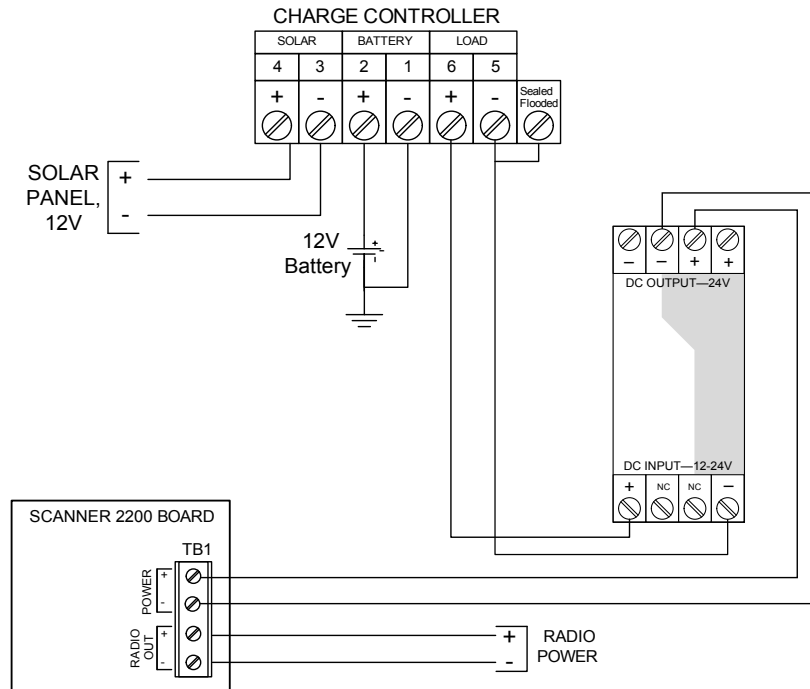 CHARGE CONTROLLER
SOLAR BATTERY LOAD
4 3 2 1 6 5
+ - + - + -
Sealed
Flooded
SOLAR
PANEL,
12V
+
-
12V
Battery
+
-
- - + +
DC OUTPUT—24V
DC INPUT—12-24V
+ NC NC -
SCANNER 2200 BOARD
TB1
POWER
+
-
RADIO
OUT
+
-
+
-
RADIO
POWER